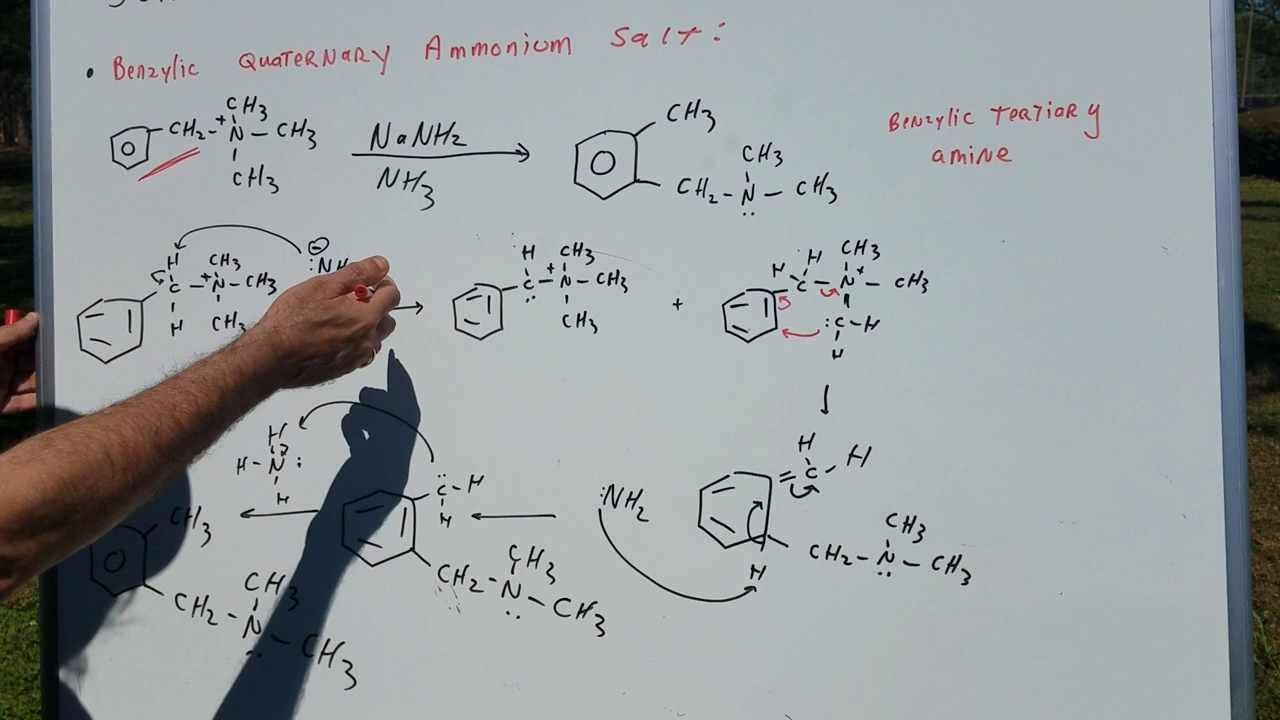 • Benzylic Quaternary Ammonium Salt:
CH3
CH2 - +N - CH3
CH3
NaNH2
NH3
CH3
CH3
CH2 - N - CH3
Benzylic Tertiary
amine
H CH3 ⊖
C - +N - CH3 :NH
H CH3
H CH3
C - +N - CH3
CH3
+
H H CH3
C - N+ - CH3
:C - H
H
H
H - N :
H
CH3
CH3
CH2 - N - CH3
C - H
H
CH3
CH2 - N - CH3
:NH2
H
= C - H
CH3
CH2 - N - CH3
H